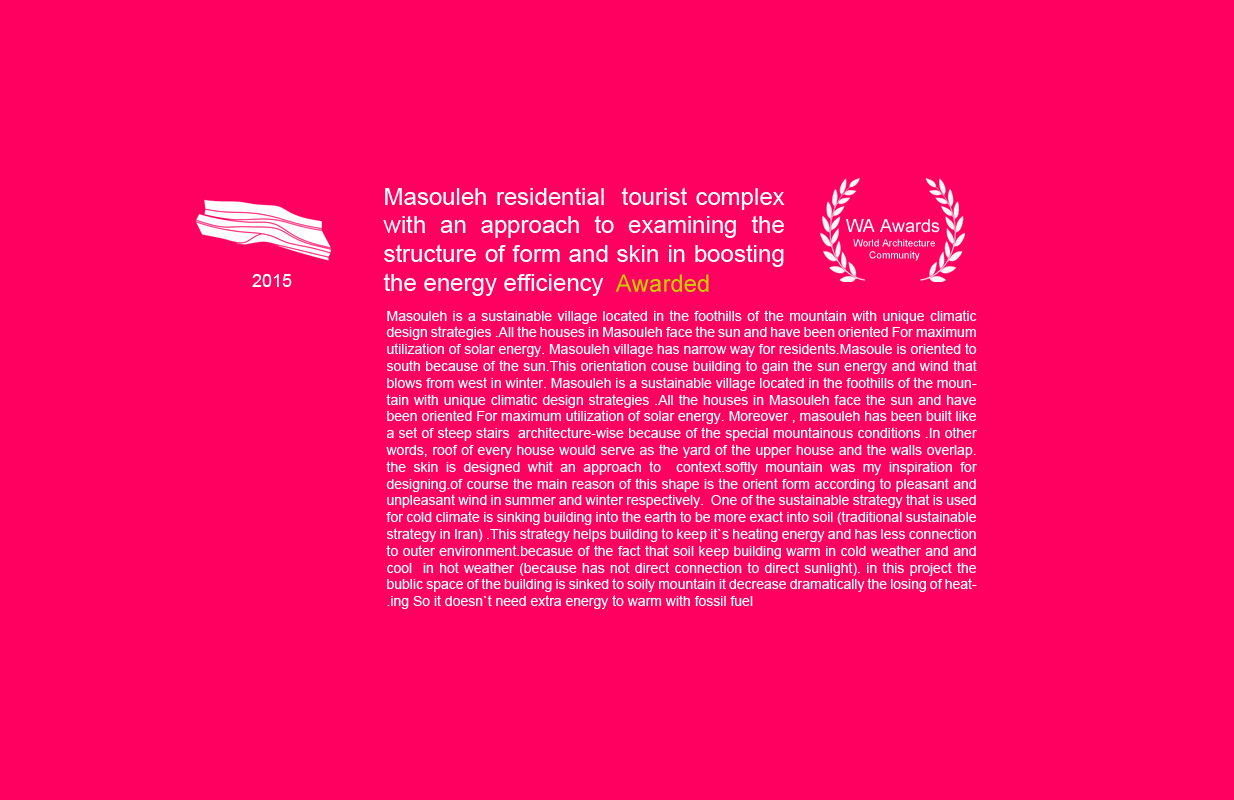 2015
Masouleh residential  tourist complex
with an approach to examining the
structure of form and skin in boosting
the energy efficiency  Awarded
WA Awards
World Architecture
Community
Masouleh is a sustainable village located in the foothills of the mountain with unique climatic
design strategies .All the houses in Masouleh face the sun and have been oriented For maximum
utilization of solar energy. Masouleh village has narrow way for residents.Masoule is oriented to
south because of the sun.This orientation couse building to gain the sun energy and wind that
blows from west in winter. Masouleh is a sustainable village located in the foothills of the moun-
tain with unique climatic design strategies .All the houses in Masouleh face the sun and have
been oriented For maximum utilization of solar energy. Moreover , masouleh has been built like
a set of steep stairs  architecture-wise because of the special mountainous conditions .In other
words, roof of every house would serve as the yard of the upper house and the walls overlap.
the skin is designed whit an approach to  context.softly mountain was my inspiration for
designing.of course the main reason of this shape is the orient form according to pleasant and
unpleasant wind in summer and winter respectively.  One of the sustainable strategy that is used
for cold climate is sinking building into the earth to be more exact into soil (traditional sustainable
strategy in Iran) .This strategy helps building to keep it`s heating energy and has less connection
to outer environment.becasue of the fact that soil keep building warm in cold weather and and
cool  in hot weather (because has not direct connection to direct sunlight). in this project the
bublic space of the building is sinked to soily mountain it decrease dramatically the losing of heat-
.ing So it doesn`t need extra energy to warm with fossil fuel